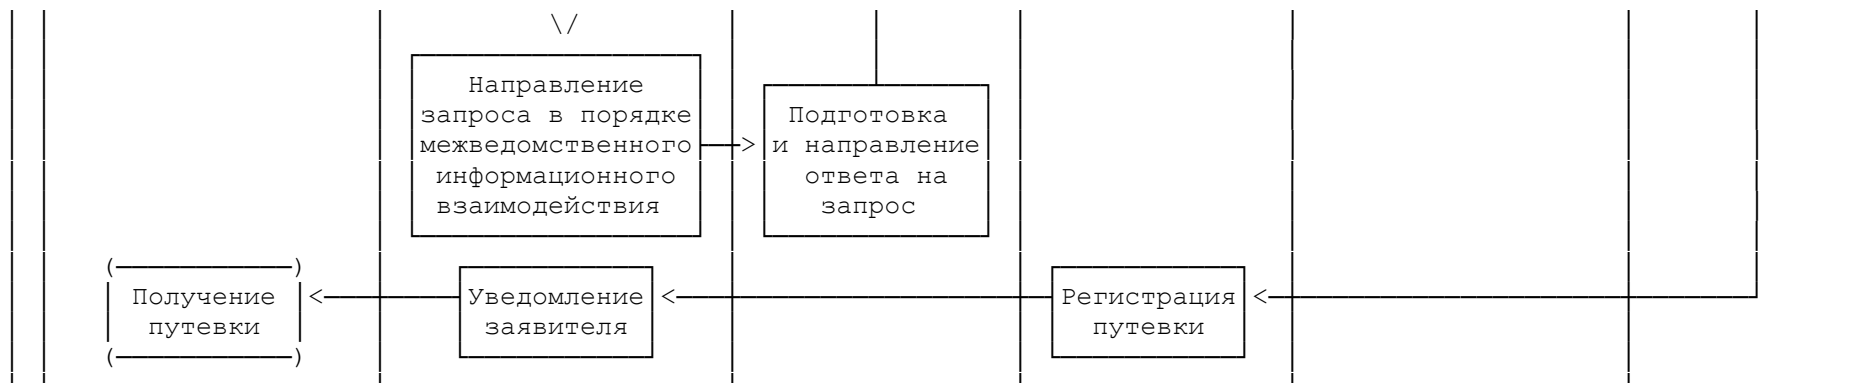 Направление
запроса в порядке
межведомственного
информационного
взаимодействия
Подготовка
и направление
ответа на
запрос
Получение
путевки
Уведомление
заявителя
Регистрация
путевки